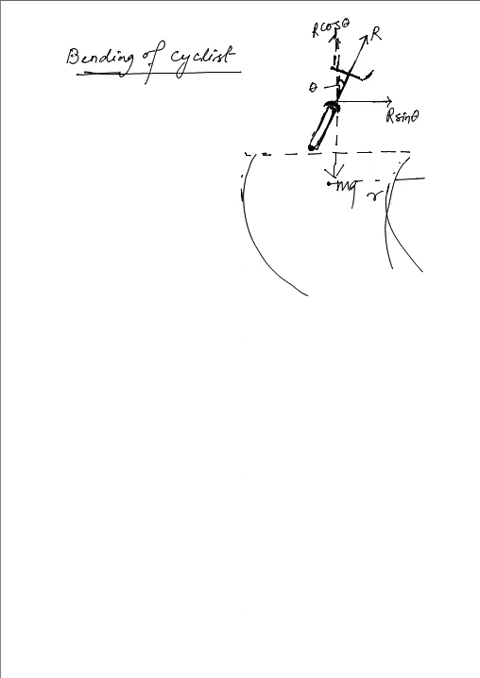 Bending of cyclist
R cosθ
R
θ
R sinθ
mg
r